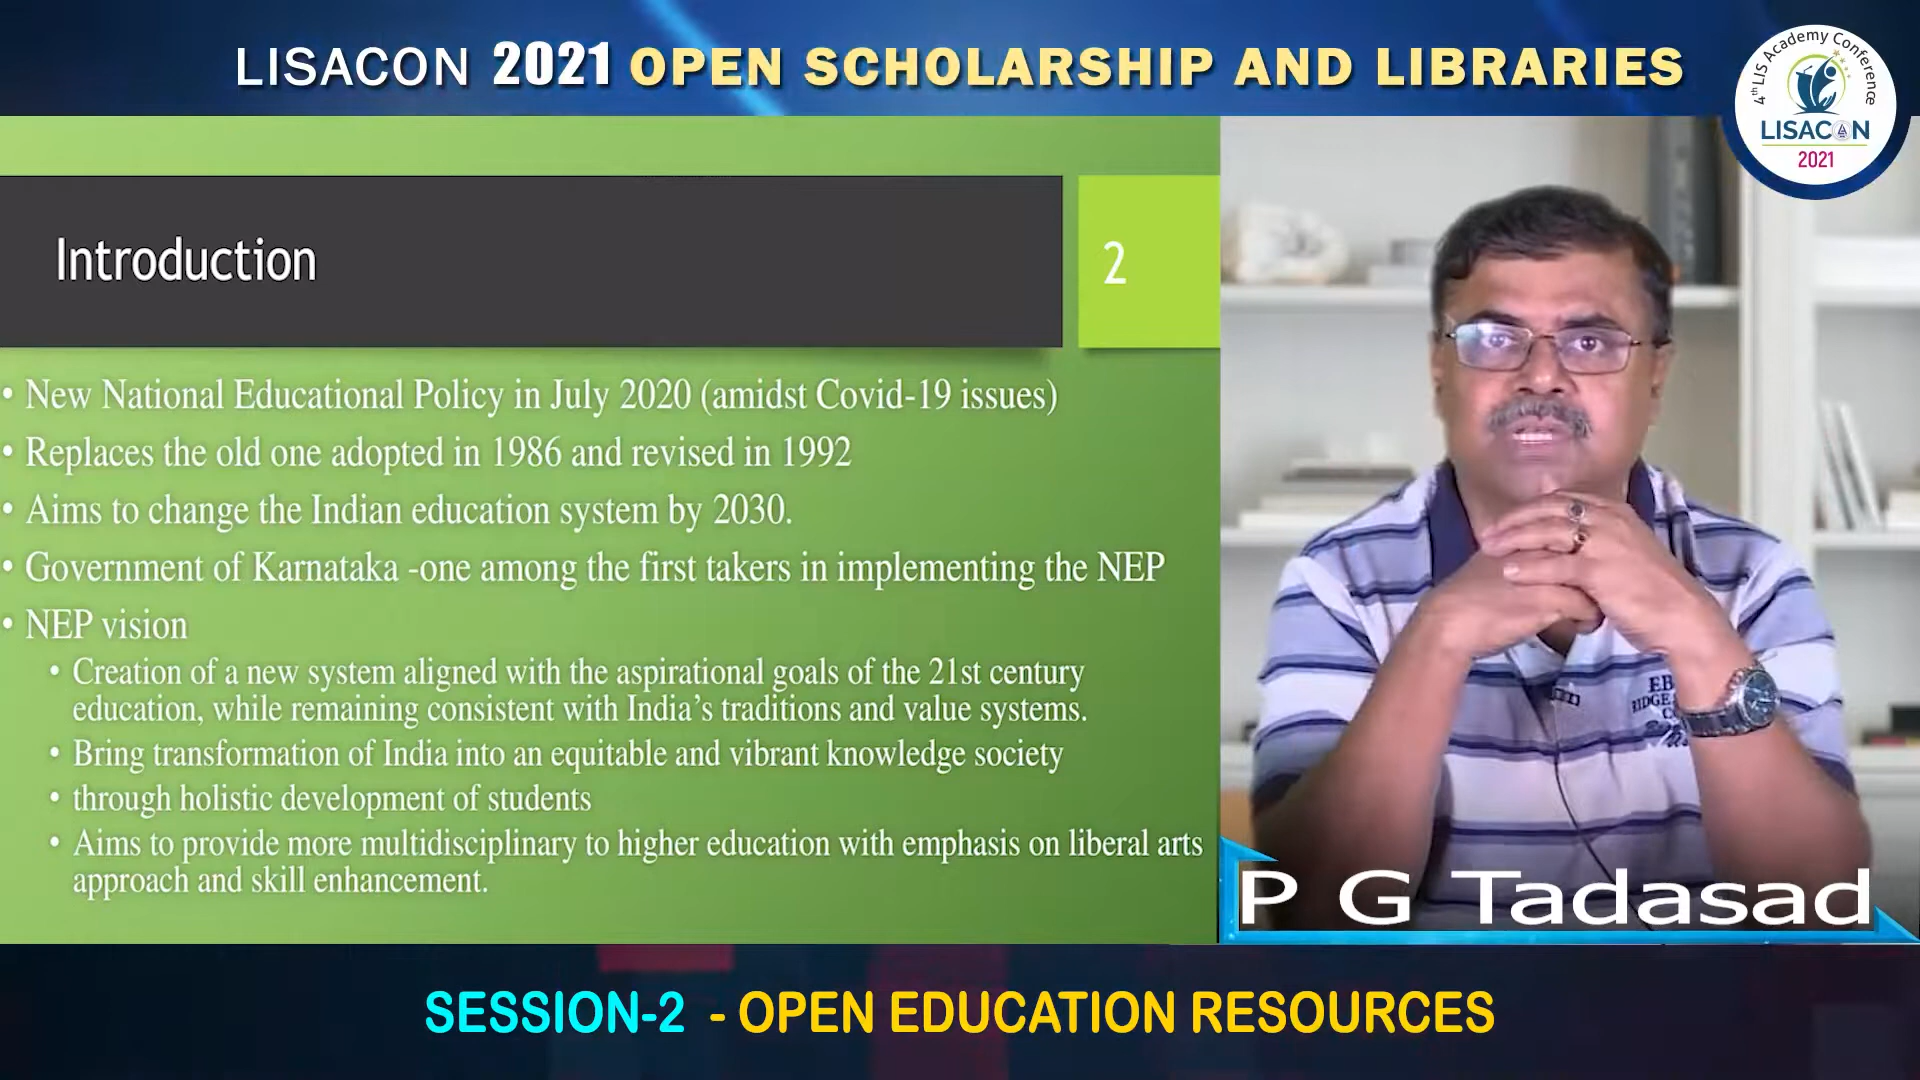 LISACON 2021 OPEN SCHOLARSHIP AND LIBRARIES
4th LIS Academy Conference
LISACON
2021
Introduction
2
• New National Educational Policy in July 2020 (amidst Covid-19 issues)
• Replaces the old one adopted in 1986 and revised in 1992
• Aims to change the Indian education system by 2030.
• Government of Karnataka -one among the first takers in implementing the NEP
• NEP vision
• Creation of a new system aligned with the aspirational goals of the 21st century
education, while remaining consistent with India's traditions and value systems.
• Bring transformation of India into an equitable and vibrant knowledge society
• through holistic development of students
• Aims to provide more multidisciplinary to higher education with emphasis on liberal arts
approach and skill enhancement.
P G Tadasad
SESSION-2 - OPEN EDUCATION RESOURCES